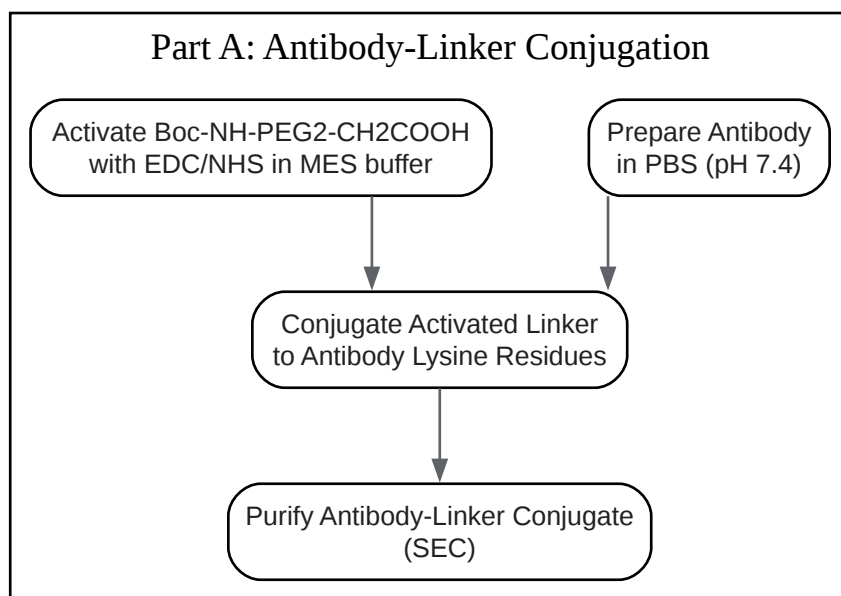 Part A: Antibody-Linker Conjugation
Activate Boc-NH-PEG2-CH2COOH
with EDC/NHS in MES buffer
Prepare Antibody
in PBS (pH 7.4)
Conjugate Activated Linker
to Antibody Lysine Residues
Purify Antibody-Linker Conjugate
(SEC)